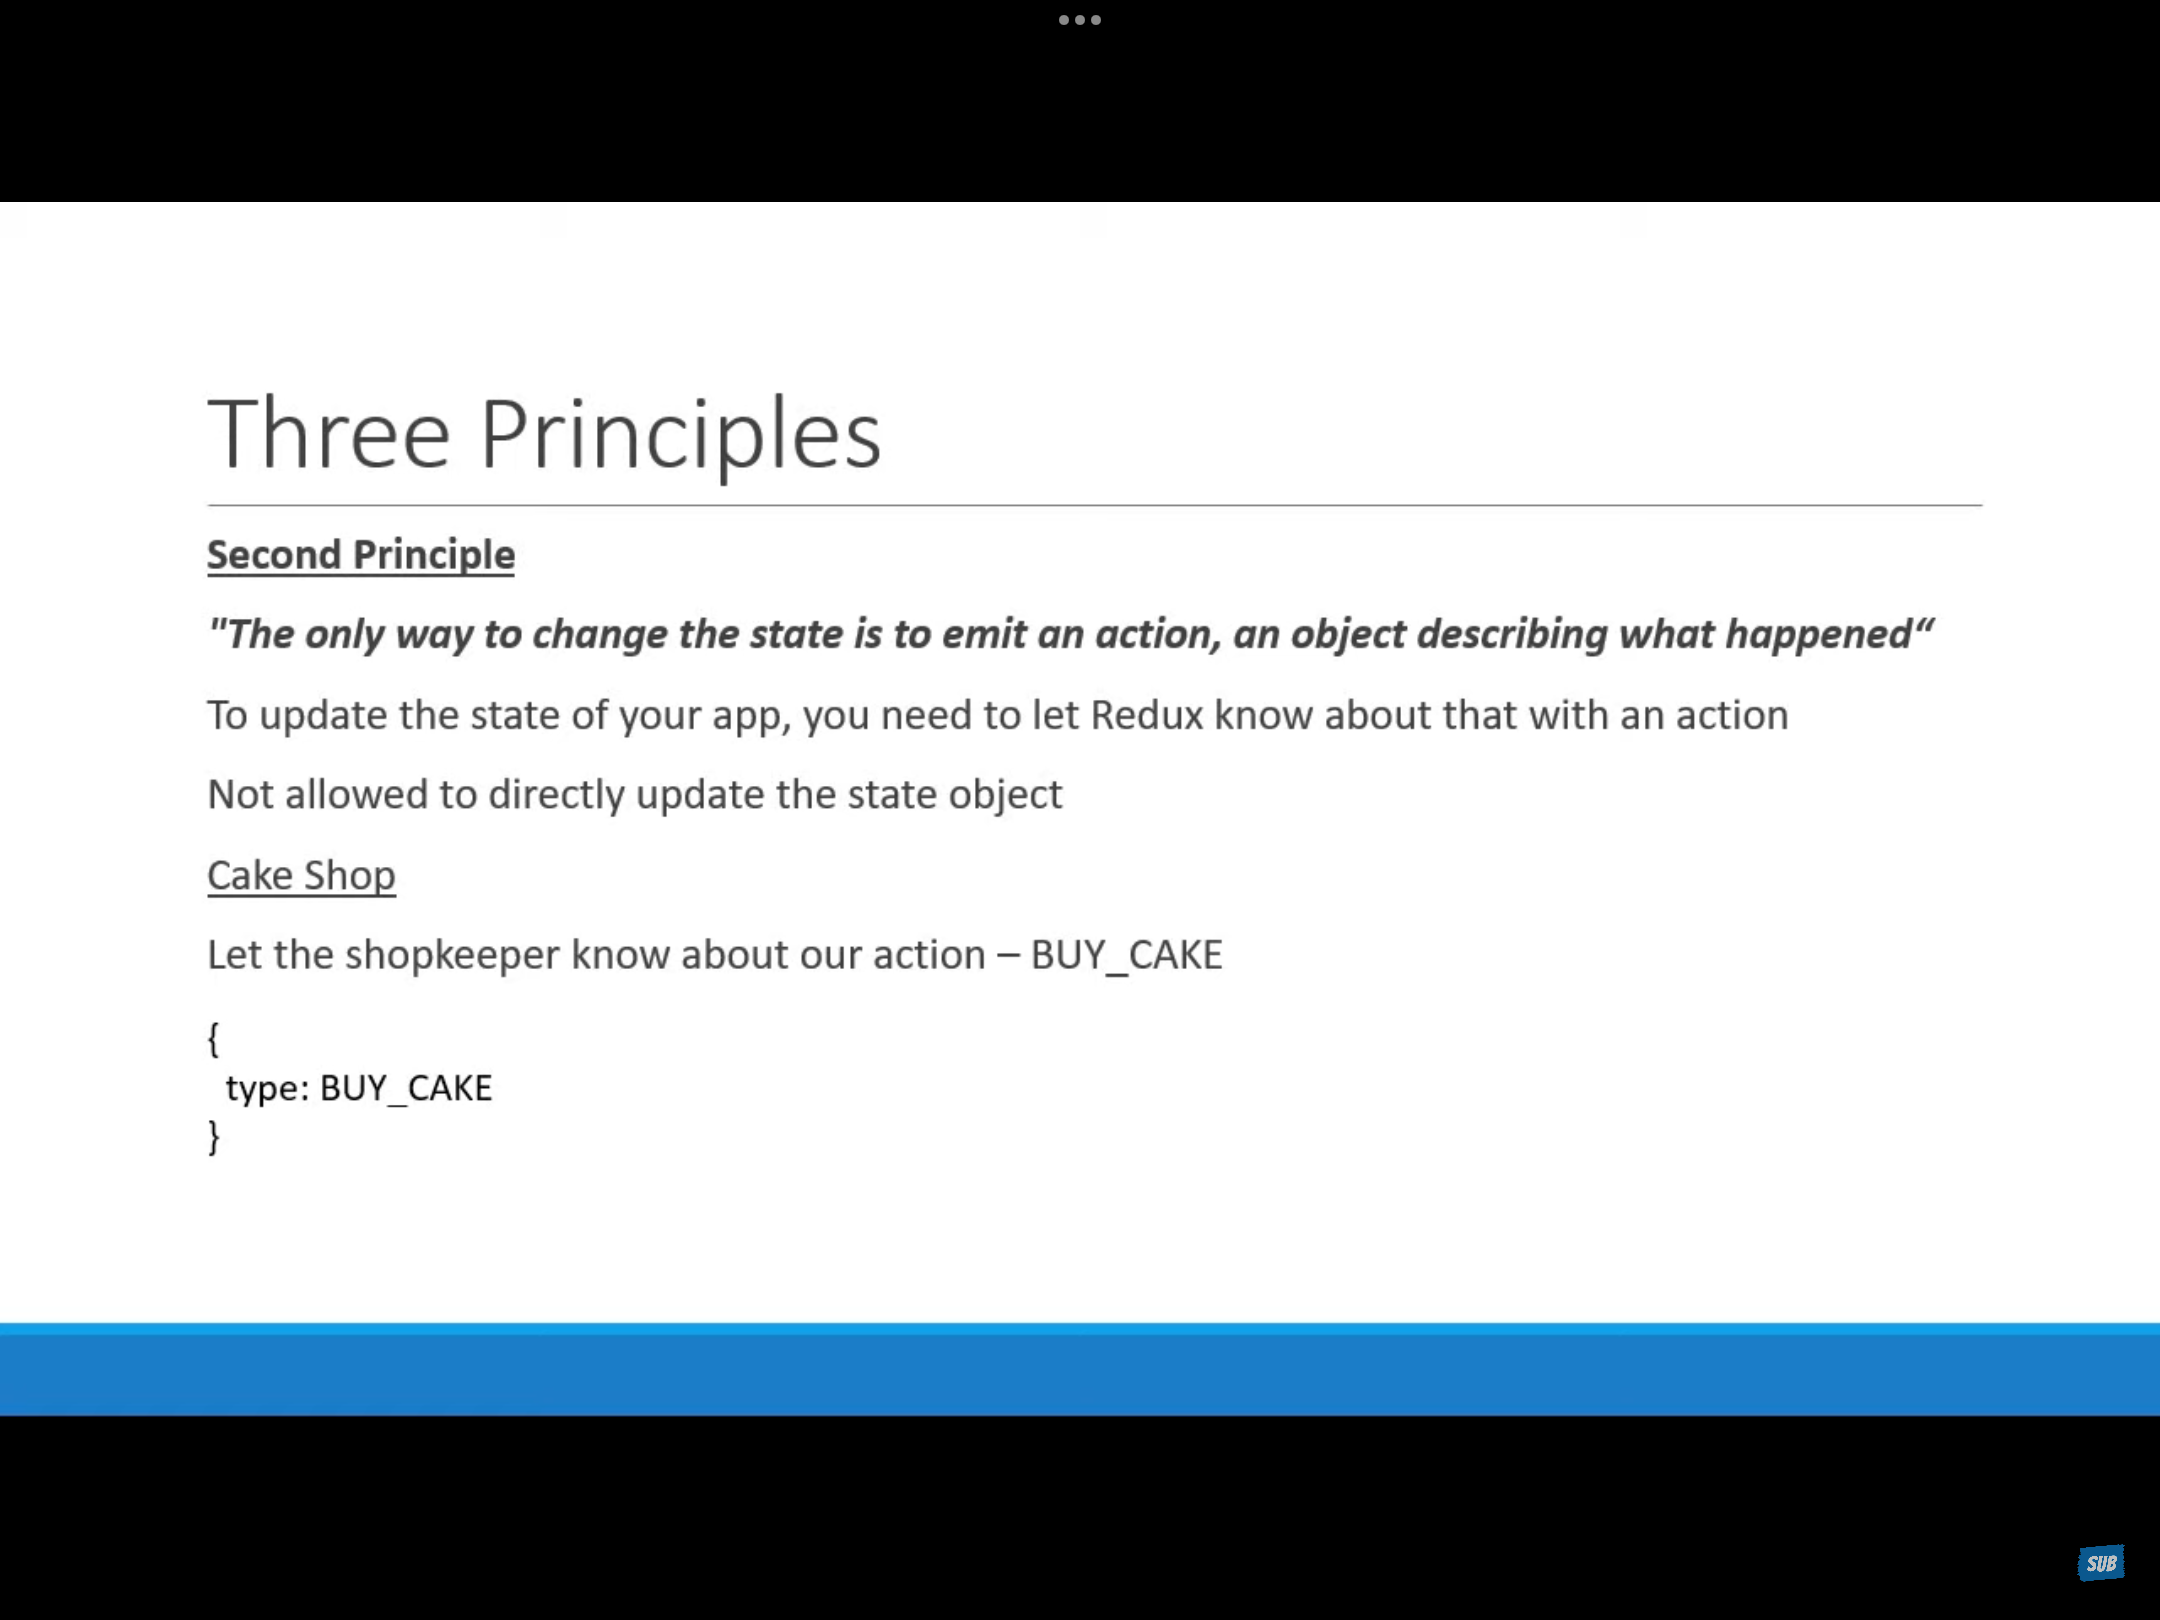 Three Principles
Second Principle
"The only way to change the state is to emit an action, an object describing what happened“
To update the state of your app, you need to let Redux know about that with an action
Not allowed to directly update the state object
Cake Shop
Let the shopkeeper know about our action – BUY_CAKE
{
type: BUY_CAKE
}
SUB